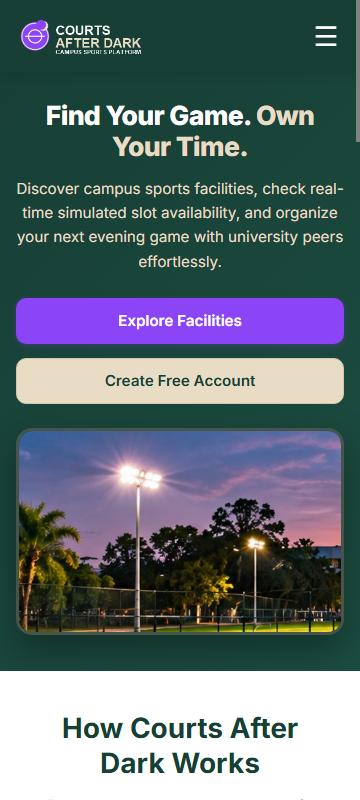 COURTS
AFTER DARK
CAMPUS SPORTS PLATFORM
Find Your Game. Own
Your Time.
Discover campus sports facilities, check real-
time simulated slot availability, and organize
your next evening game with university peers
effortlessly.
Explore Facilities
Create Free Account
How Courts After
Dark Works